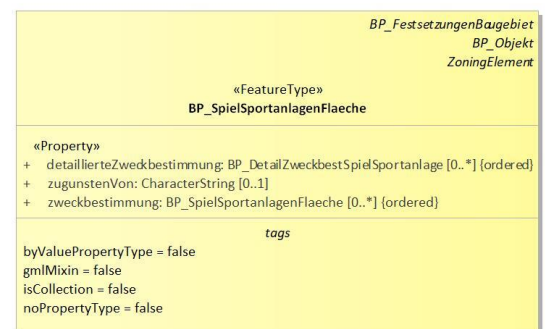 BP_FestsetzungenBaugebiet
BP_Objekt
ZoningElement
«FeatureType»
BP_SpielSportanlagenFlaeche
«Property»
+ detaillierteZweckbestimmung: BP_DetailZweckbestSpielSportanlage [0..*] {ordered}
+ zugunstenVon: CharacterString [0..1]
+ zweckbestimmung: BP_SpielSportanlagenFlaeche [0..*] {ordered}
tags
byValuePropertyType = false
gmlMixin = false
isCollection = false
noPropertyType = false